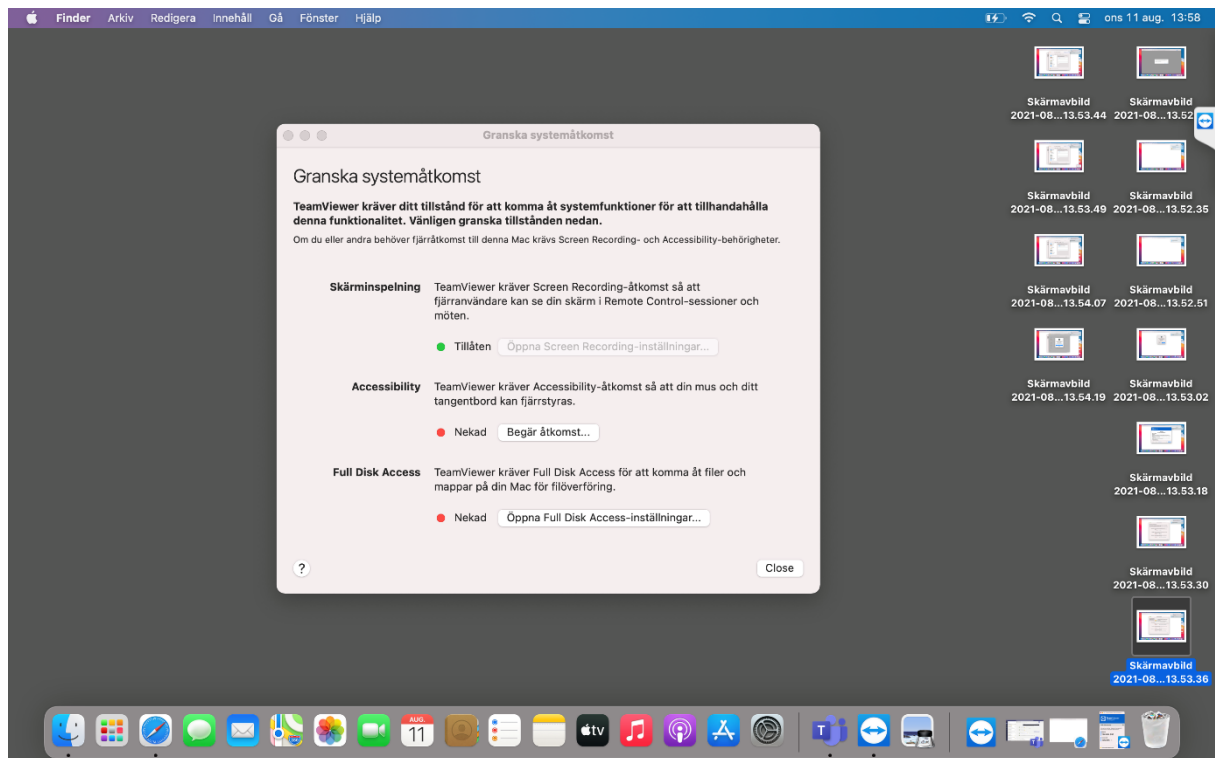 Finder Arkiv Redigera Innehåll Gå Fönster Hjälp
ons 11 aug. 13:58
Granska systemåtkomst
Granska systemåtkomst
TeamViewer kräver ditt tillstånd för att komma åt systemfunktioner för att tillhandahålla
denna funktionalitet. Vänligen granska tillstånden nedan.
Om du eller andra behöver fjärråtkomst till denna Mac krävs Screen Recording- och Accessibility-behörigheter.
Skärminspelning
TeamViewer kräver Screen Recording-åtkomst så att
fjärranvändare kan se din skärm i Remote Control-sessioner och
möten.
Tillåten Öppna Screen Recording-inställningar...
Accessibility
TeamViewer kräver Accessibility-åtkomst så att din mus och ditt
tangentbord kan fjärrstyras.
Nekad Begär åtkomst...
Full Disk Access
TeamViewer kräver Full Disk Access för att komma åt filer och
mappar på din Mac för filöverföring.
Nekad Öppna Full Disk Access-inställningar...
? Close
Skärmavbild
2021-08...13.53.44
Skärmavbild
2021-08...13.52
Skärmavbild
2021-08...13.53.49
Skärmavbild
2021-08...13.52.35
Skärmavbild
2021-08...13.54.07
Skärmavbild
2021-08...13.52.51
Skärmavbild
2021-08...13.54.19
Skärmavbild
2021-08...13.53.02
Skärmavbild
2021-08...13.53.18
Skärmavbild
2021-08...13.53.30
Skärmavbild
2021-08...13.53.36
AUG.
11
tv
T